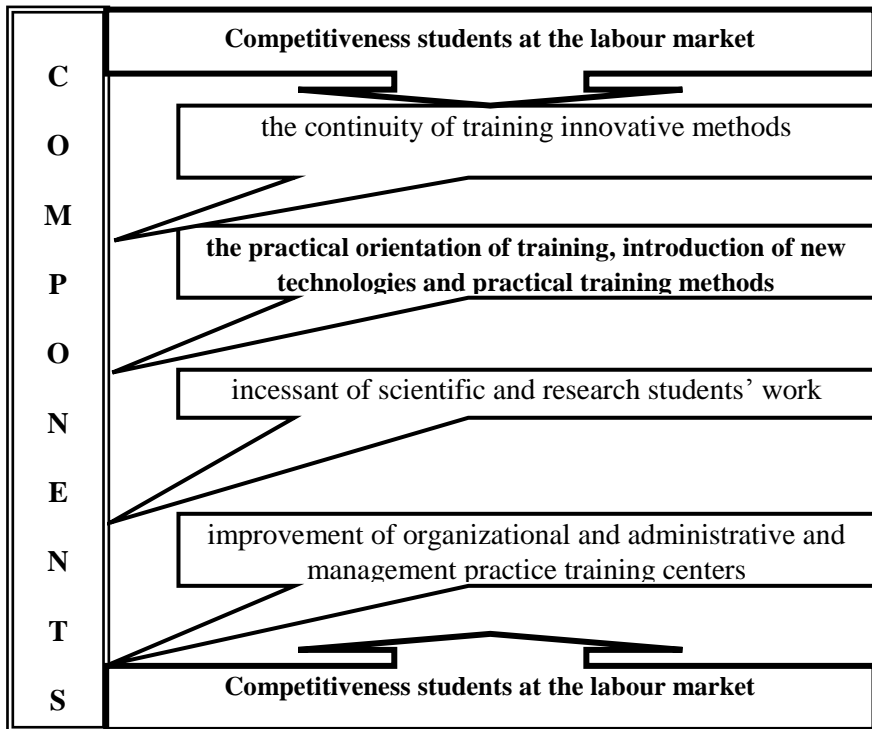 Competitiveness students at the labour market
C
O
M
P
O
N
E
N
T
S
the continuity of training innovative methods
the practical orientation of training, introduction of new
technologies and practical training methods
incessant of scientific and research students’ work
improvement of organizational and administrative and
management practice training centers
Competitiveness students at the labour market